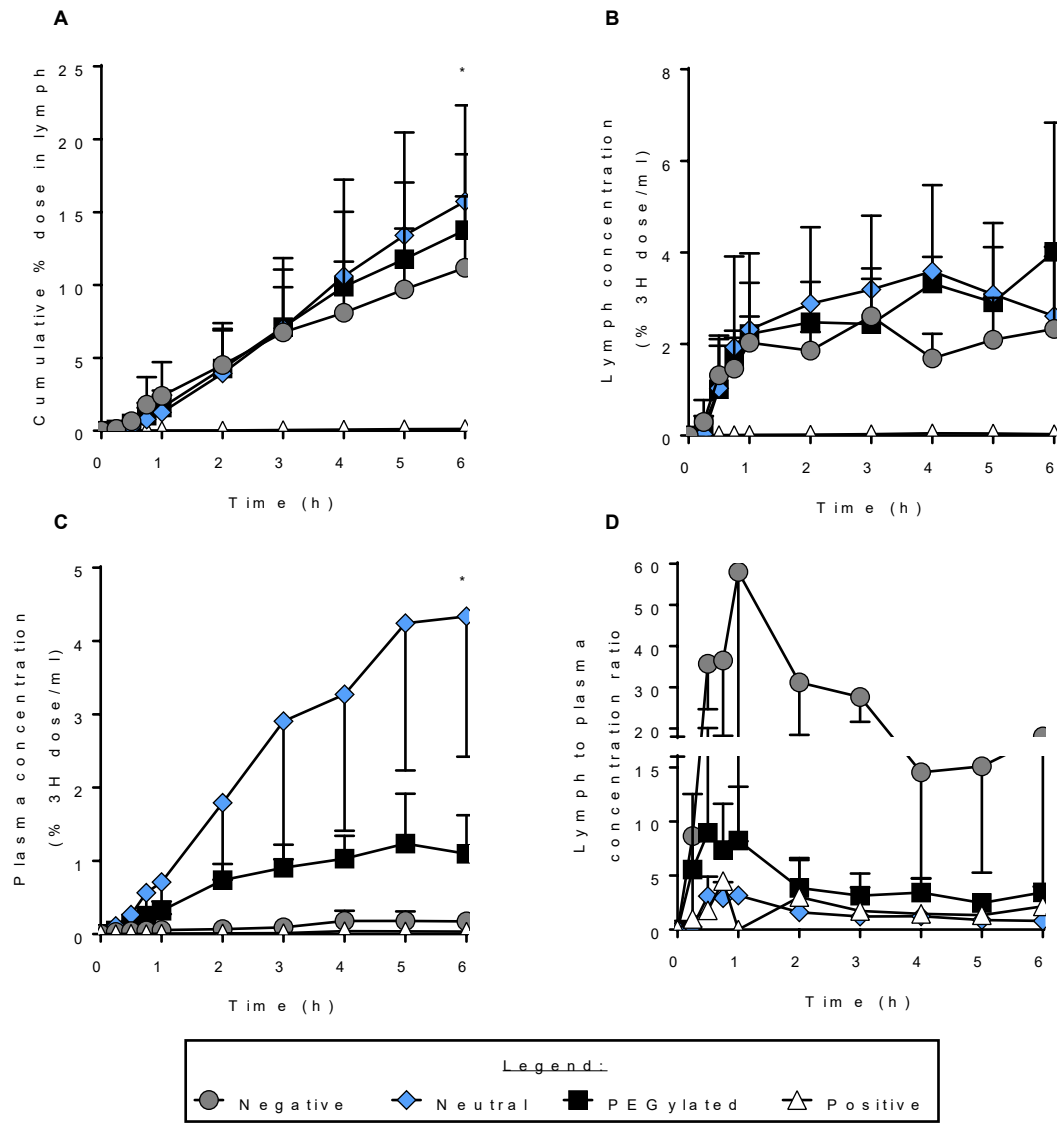 A
Cumulative % dose in lymph
25
20
15
10
5
0
*
0 1 2 3 4 5 6
Time (h)
B
Lymph concentration
(% 3H dose/ml)
8
6
4
2
0
0 1 2 3 4 5 6
Time (h)
C
Plasma concentration
(% 3H dose/ml)
5
4
3
2
1
0
*
0 1 2 3 4 5 6
Time (h)
D
Lymph to plasma
concentration ratio
60
50
40
30
20
15
10
5
0
0 1 2 3 4 5 6
Time (h)
Legend:
Negative Neutral PEGylated Positive